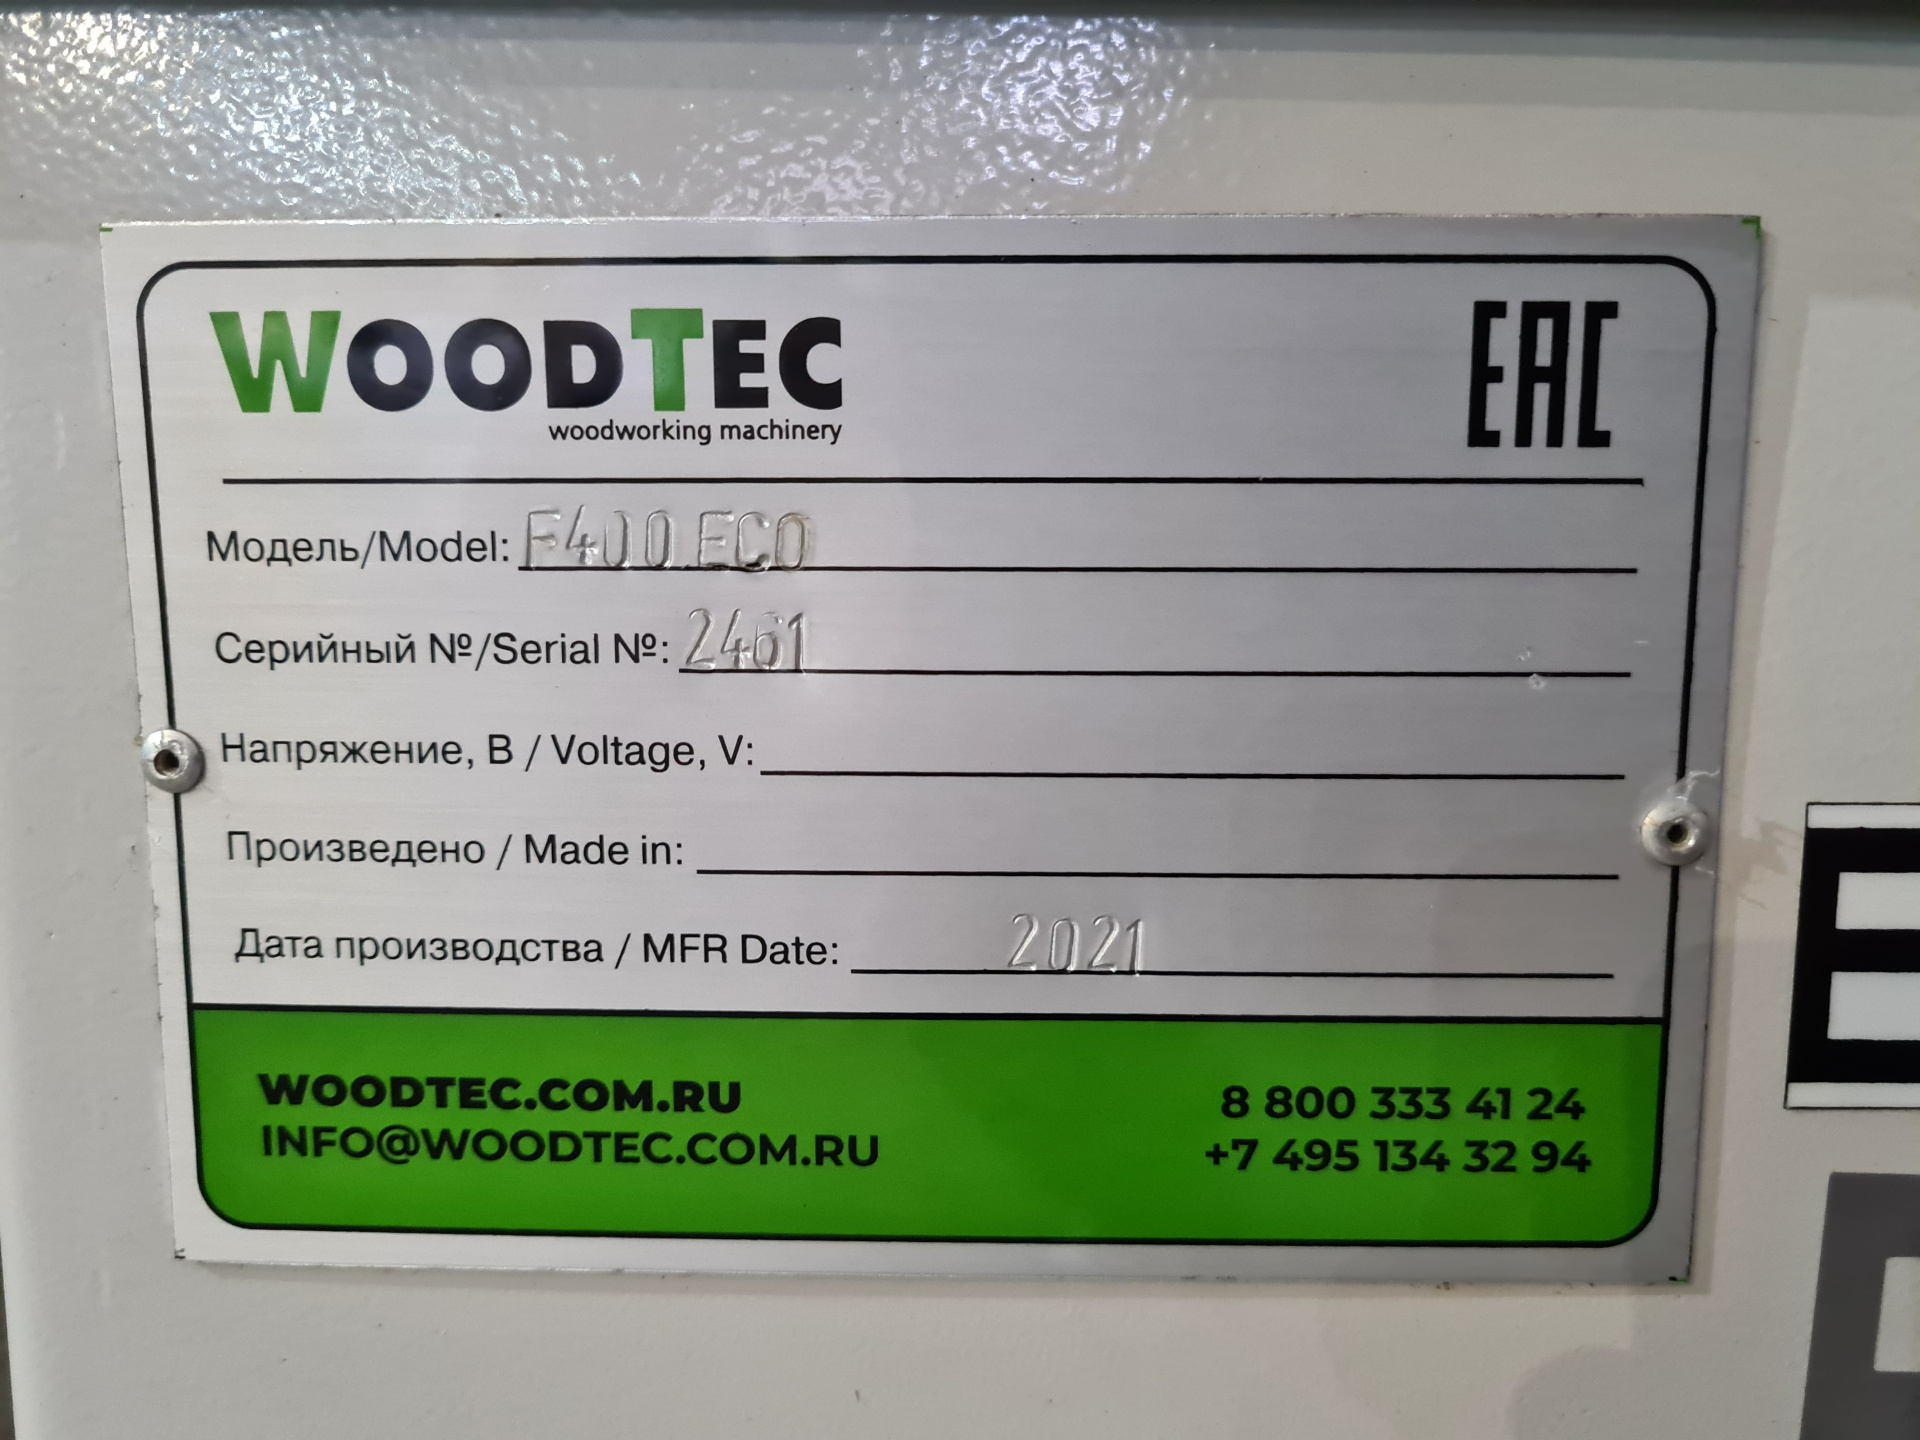 WOODTEC
woodworking machinery
EAC
Модель/Model: F400 ECO
Серийный №/Serial №: 2461
Напряжение, В / Voltage, V:
Произведено / Made in:
Дата производства / MFR Date: 2021
WOODTEC.COM.RU
INFO@WOODTEC.COM.RU
8 800 333 41 24
+7 495 134 32 94